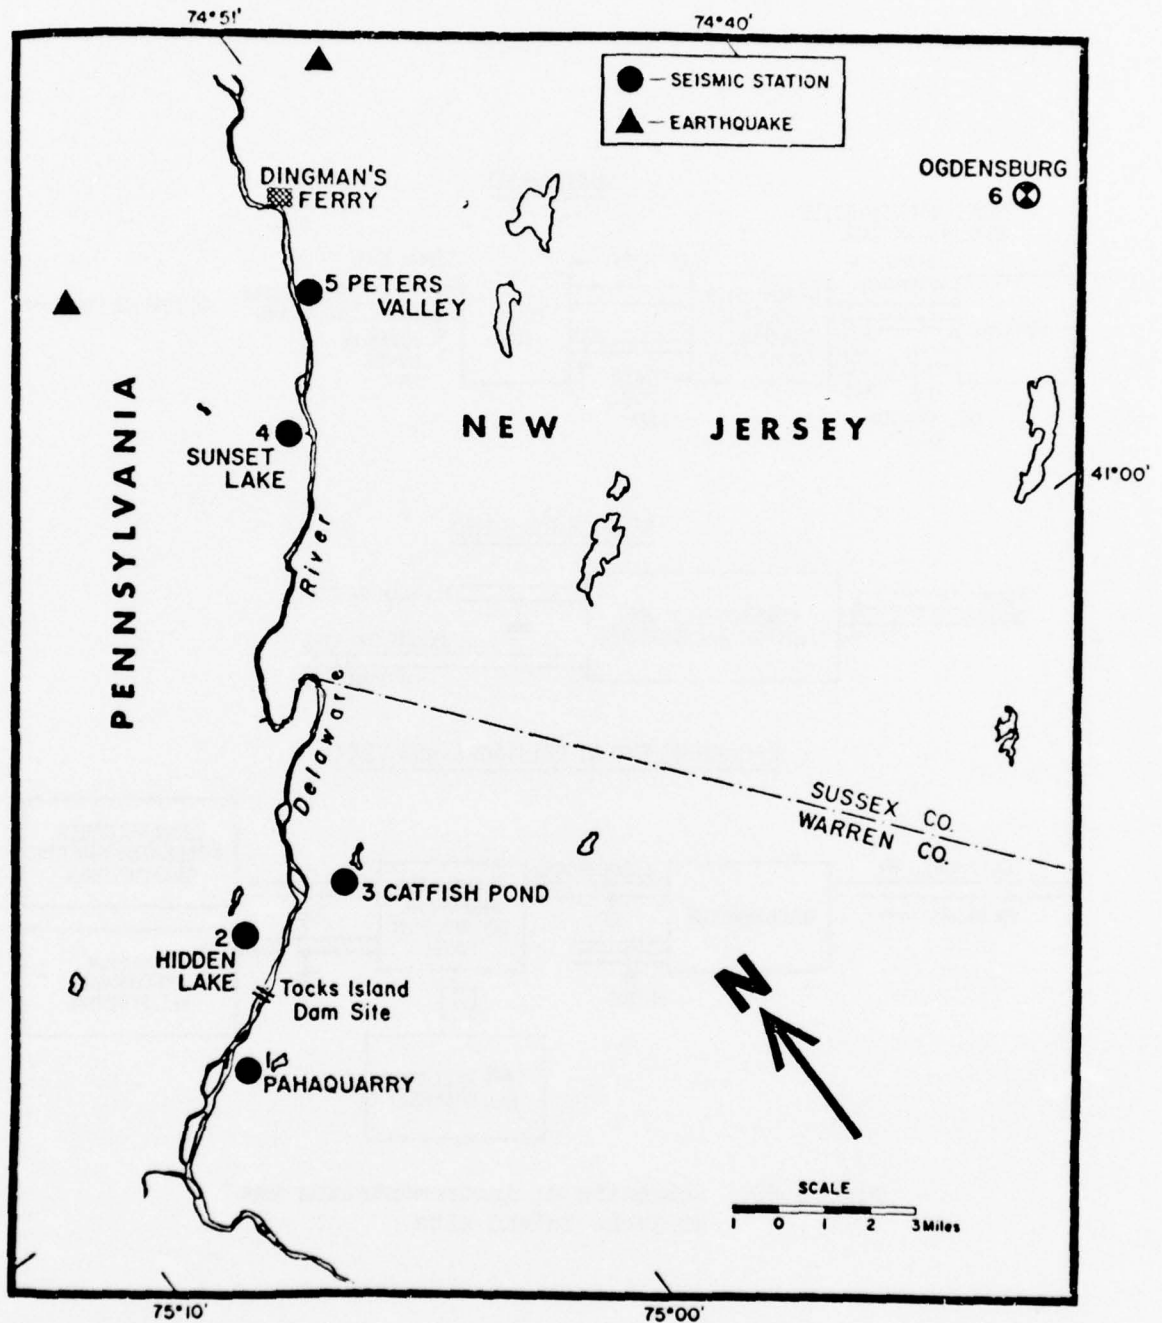 74°51'
74°40'
— SEISMIC STATION
— EARTHQUAKE
OGDENSBURG
6
DINGMAN'S
FERRY
5 PETERS
VALLEY
PENNSYLVANIA
NEW JERSEY
4
SUNSET
LAKE
41°00'
River
Delaware
SUSSEX CO.
WARREN CO.
3 CATFISH POND
2
HIDDEN
LAKE
Tocks Island
Dam Site
N
1
PAHAQUARRY
SCALE
1 0 1 2 3 Miles
75°10'
75°00'